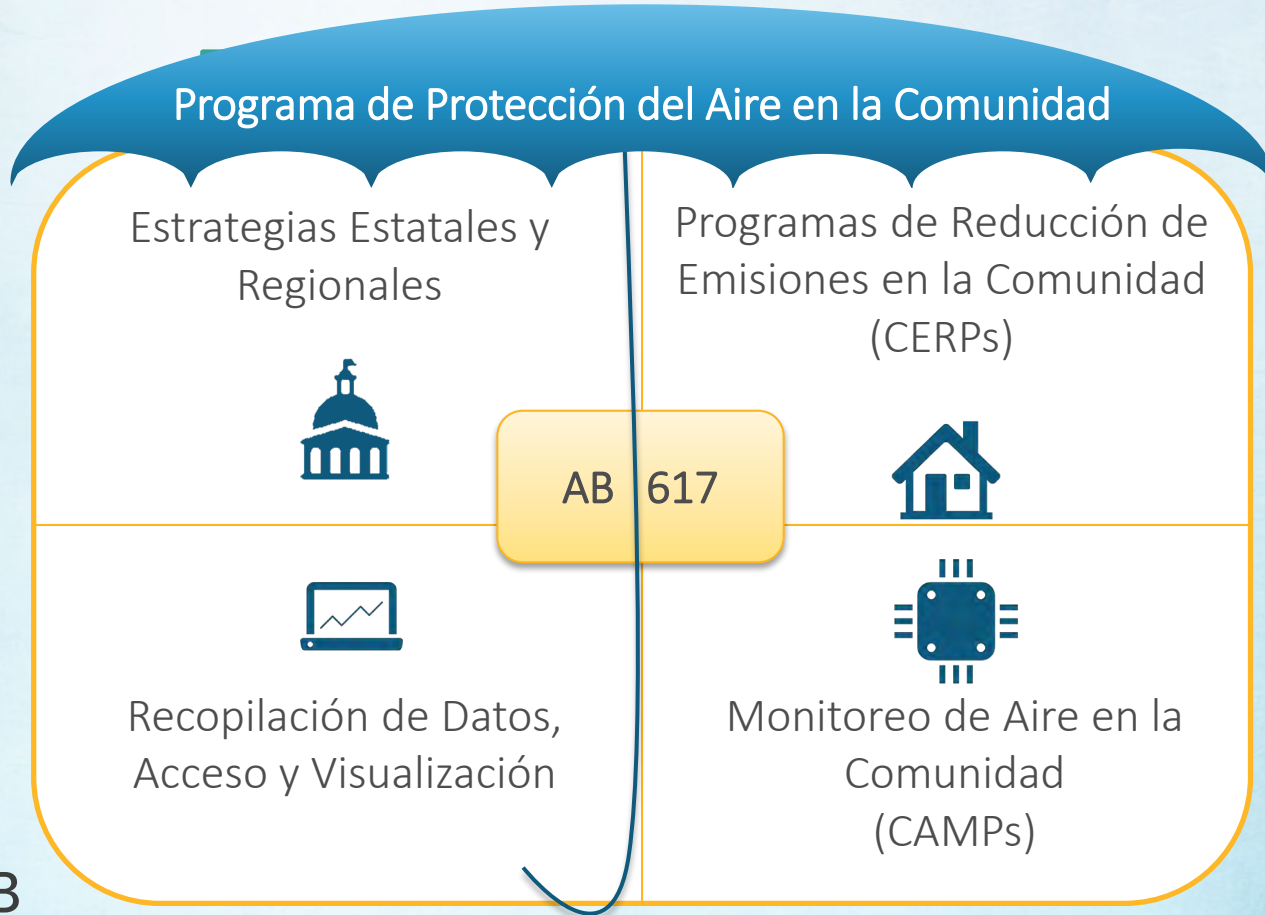 Programa de Protección del Aire en la Comunidad
Estrategias Estatales y
Regionales
Programas de Reducción de
Emisiones en la Comunidad
(CERPs)
AB 617
Recopilación de Datos,
Acceso y Visualización
Monitoreo de Aire en la
Comunidad
(CAMPs)